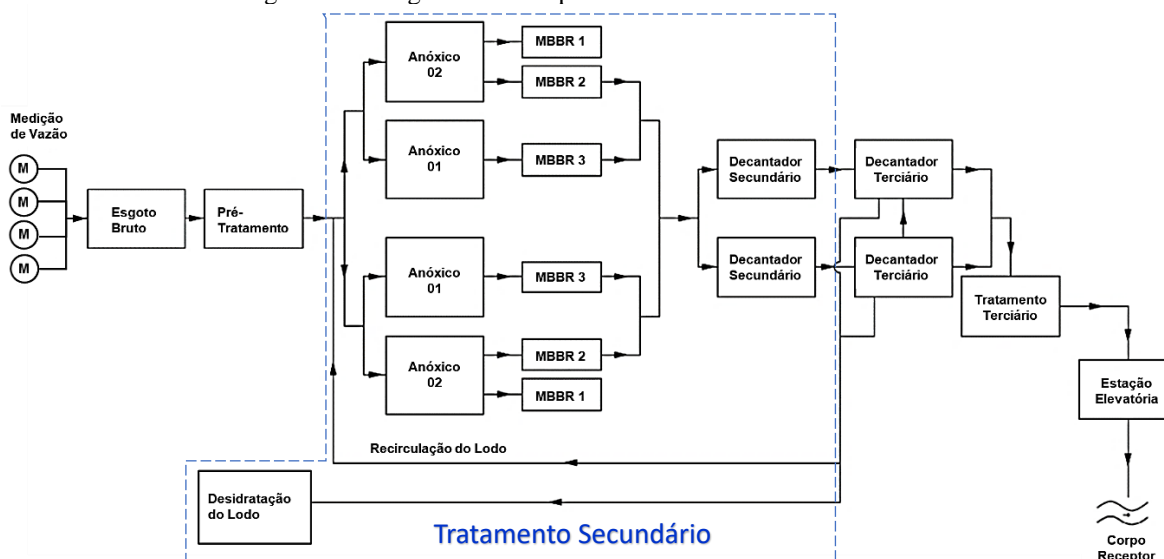 Medição
de Vazão
M
M
M
M
Esgoto
Bruto
Pré-
Tratamento
Anóxico
02
MBBR 1
MBBR 2
Anóxico
01
MBBR 3
Anóxico
01
MBBR 3
Anóxico
02
MBBR 2
MBBR 1
Decantador
Secundário
Decantador
Terciário
Decantador
Secundário
Decantador
Terciário
Tratamento
Terciário
Estação
Elevatória
Recirculação do Lodo
Desidratação
do Lodo
Tratamento Secundário
Corpo
Receptor